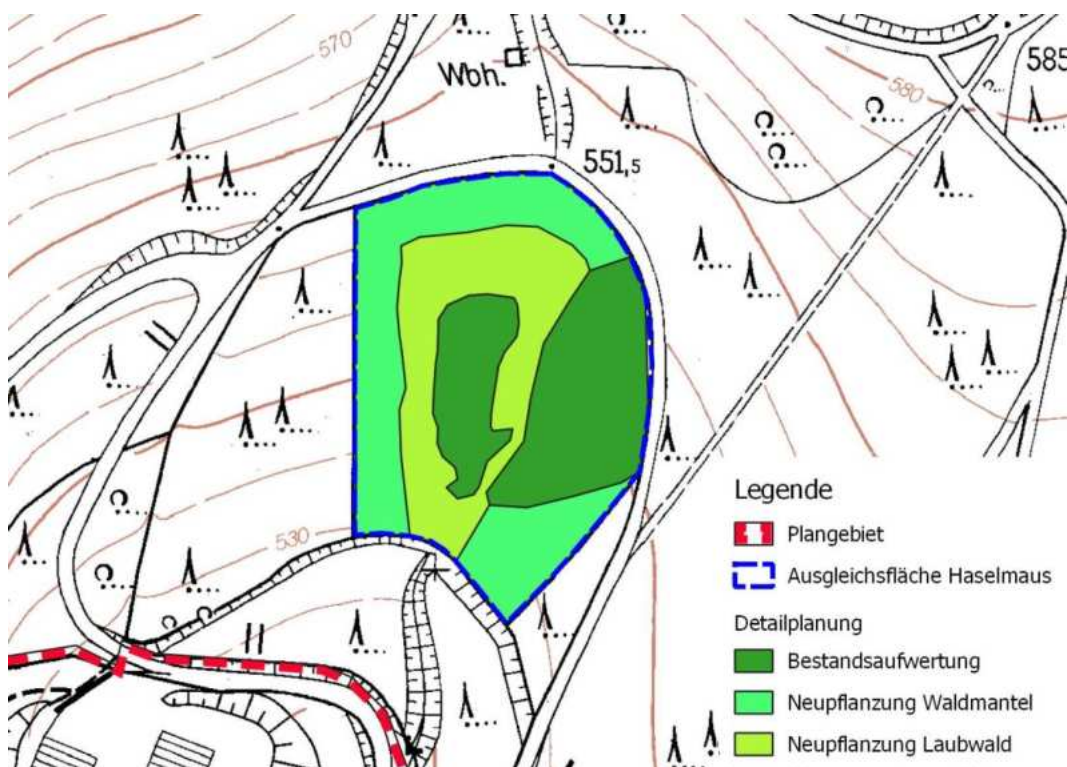 570
Wbh.
585
580
551,5
530
Legende
Plangebiet
Ausgleichsfläche Haselmaus
Detailplanung
Bestandsaufwertung
Neupflanzung Waldmantel
Neupflanzung Laubwald